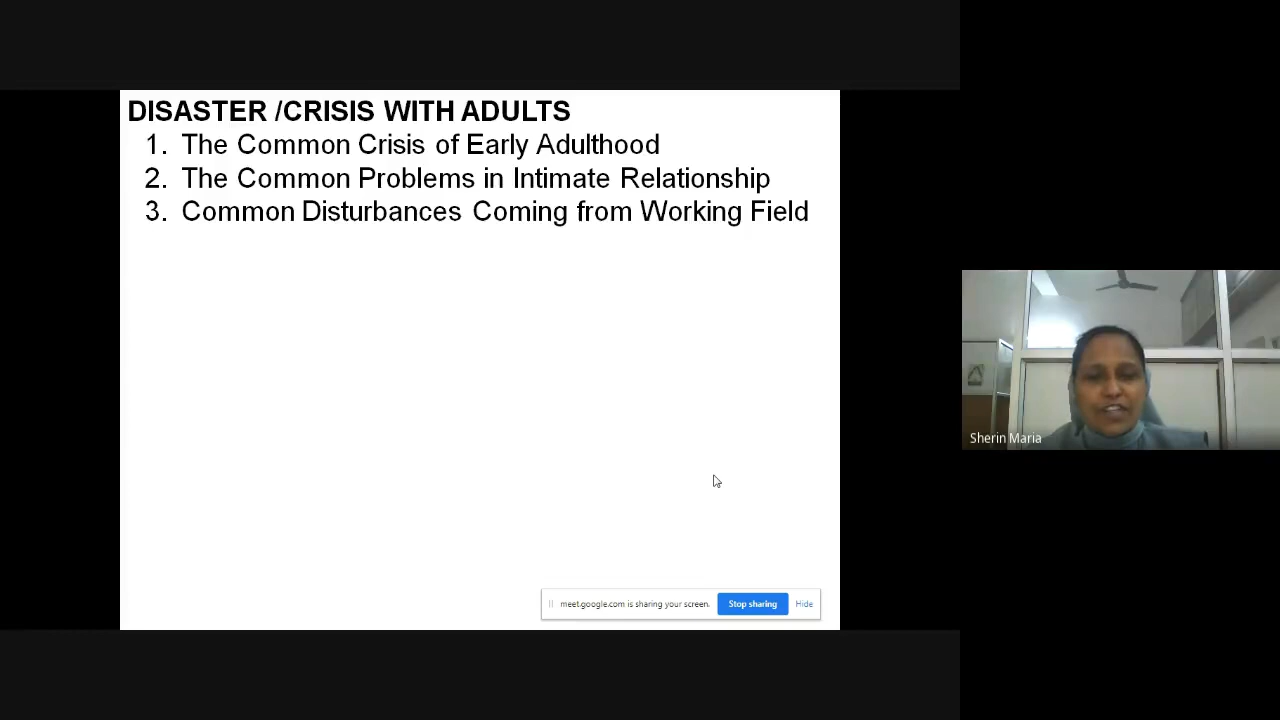 DISASTER /CRISIS WITH ADULTS
1. The Common Crisis of Early Adulthood
2. The Common Problems in Intimate Relationship
3. Common Disturbances Coming from Working Field
Sherin Maria
meet.google.com is sharing your screen.
Stop sharing
Hide